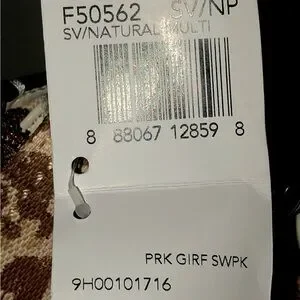 F50562 SV/NP
SV/NATURAL MULTI
8 88067 12859 8
PRK GIRF SWPK
9H00101716